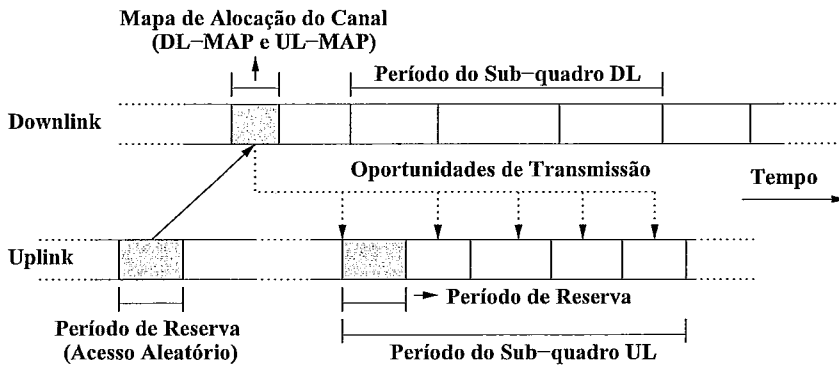 Mapa de Alocação do Canal
(DL−MAP e UL−MAP)
Período do Sub−quadro DL
Downlink
Oportunidades de Transmissão
Tempo
Uplink
Período de Reserva
Período de Reserva
(Acesso Aleatório)
Período do Sub−quadro UL